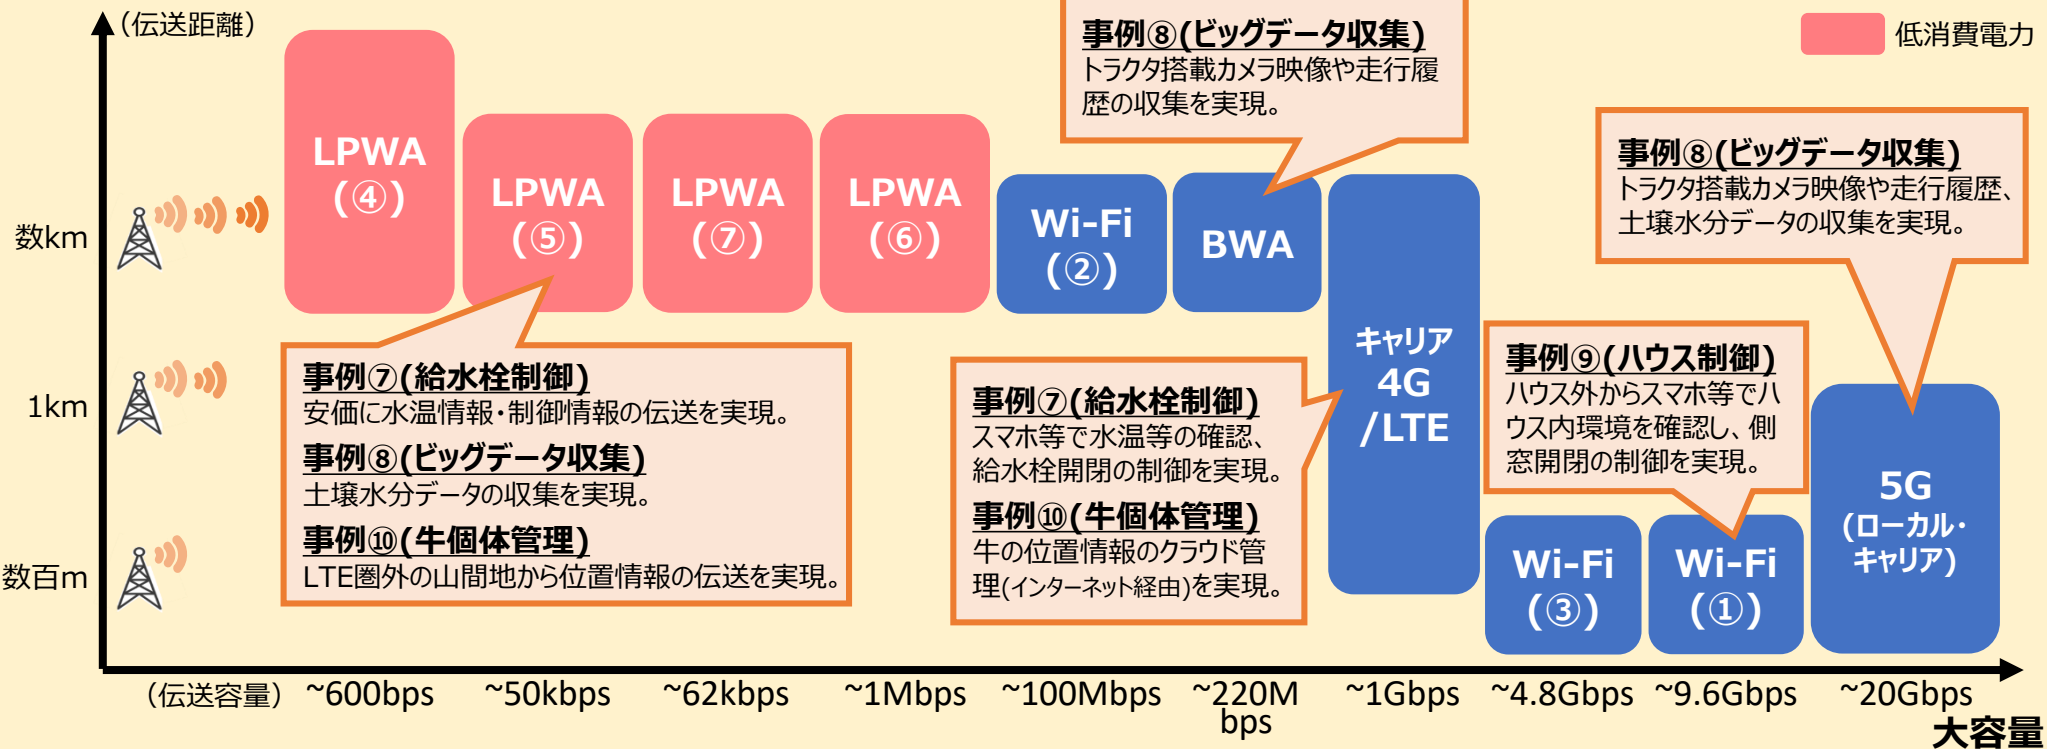 （伝送距離）
低消費電力
事例⑧(ビッグデータ収集)
トラクタ搭載カメラ映像や走行履
歴の収集を実現。
事例⑧(ビッグデータ収集)
トラクタ搭載カメラ映像や走行履歴、
土壌水分データの収集を実現。
LPWA
(④)
LPWA
(⑤)
LPWA
(⑦)
LPWA
(⑥)
Wi-Fi
(②)
BWA
キャリア
4G
/LTE
数km
1km
数百m
事例⑦(給水栓制御)
安価に水温情報・制御情報の伝送を実現。
事例⑧(ビッグデータ収集)
土壌水分データの収集を実現。
事例⑩(牛個体管理)
LTE圏外の山間地から位置情報の伝送を実現。
事例⑦(給水栓制御)
スマホ等で水温等の確認、
給水栓開閉の制御を実現。
事例⑩(牛個体管理)
牛の位置情報のクラウド管
理(インターネット経由)を実現。
事例⑨(ハウス制御)
ハウス外からスマホ等でハ
ウス内環境を確認し、側
窓開閉の制御を実現。
Wi-Fi
(③)
Wi-Fi
(①)
5G
(ローカル・
キャリア)
（伝送容量）
~600bps
~50kbps
~62kbps
~1Mbps
~100Mbps
~220M
bps
~1Gbps
~4.8Gbps
~9.6Gbps
~20Gbps
大容量